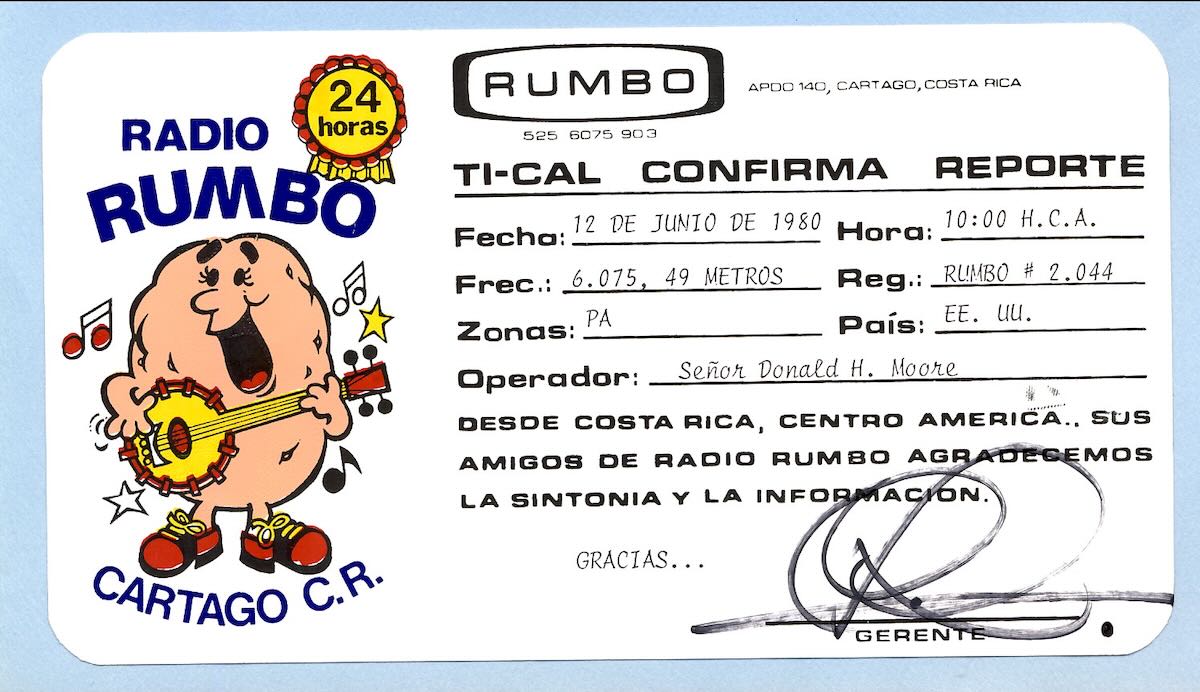 24
horas
RADIO
RUMBO
CARTAGO C.R.
RUMBO
APDO 140, CARTAGO, COSTA RICA
525 6075 903
TI-CAL CONFIRMA REPORTE
Fecha: 12 DE JUNIO DE 1980 Hora: 10:00 H.C.A.
Frec.: 6.075, 49 METROS Reg.: RUMBO # 2.044
Zonas: PA País: EE. UU.
Operador: Señor Donald H. Moore
DESDE COSTA RICA, CENTRO AMERICA., SUS
AMIGOS DE RADIO RUMBO AGRADECEMOS
LA SINTONIA Y LA INFORMACION.
GRACIAS...
GERENTE